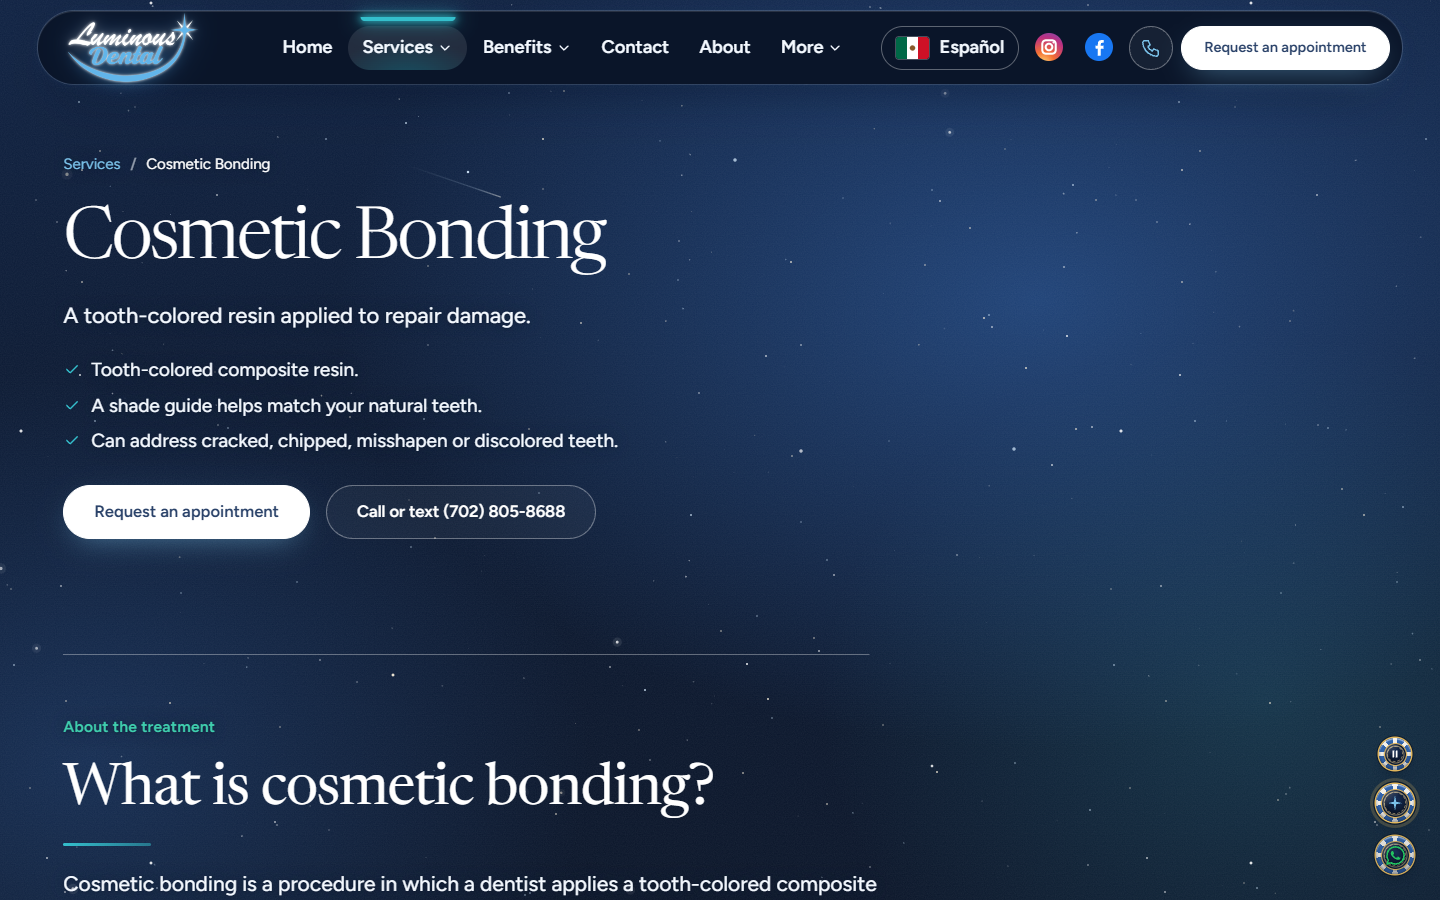 Luminous
Dental
Home
Services
Benefits
Contact
About
More
Español
Request an appointment
Services / Cosmetic Bonding
Cosmetic Bonding
A tooth-colored resin applied to repair damage.
Tooth-colored composite resin.
A shade guide helps match your natural teeth.
Can address cracked, chipped, misshapen or discolored teeth.
Request an appointment
Call or text (702) 805-8688
About the treatment
What is cosmetic bonding?
Cosmetic bonding is a procedure in which a dentist applies a tooth-colored composite